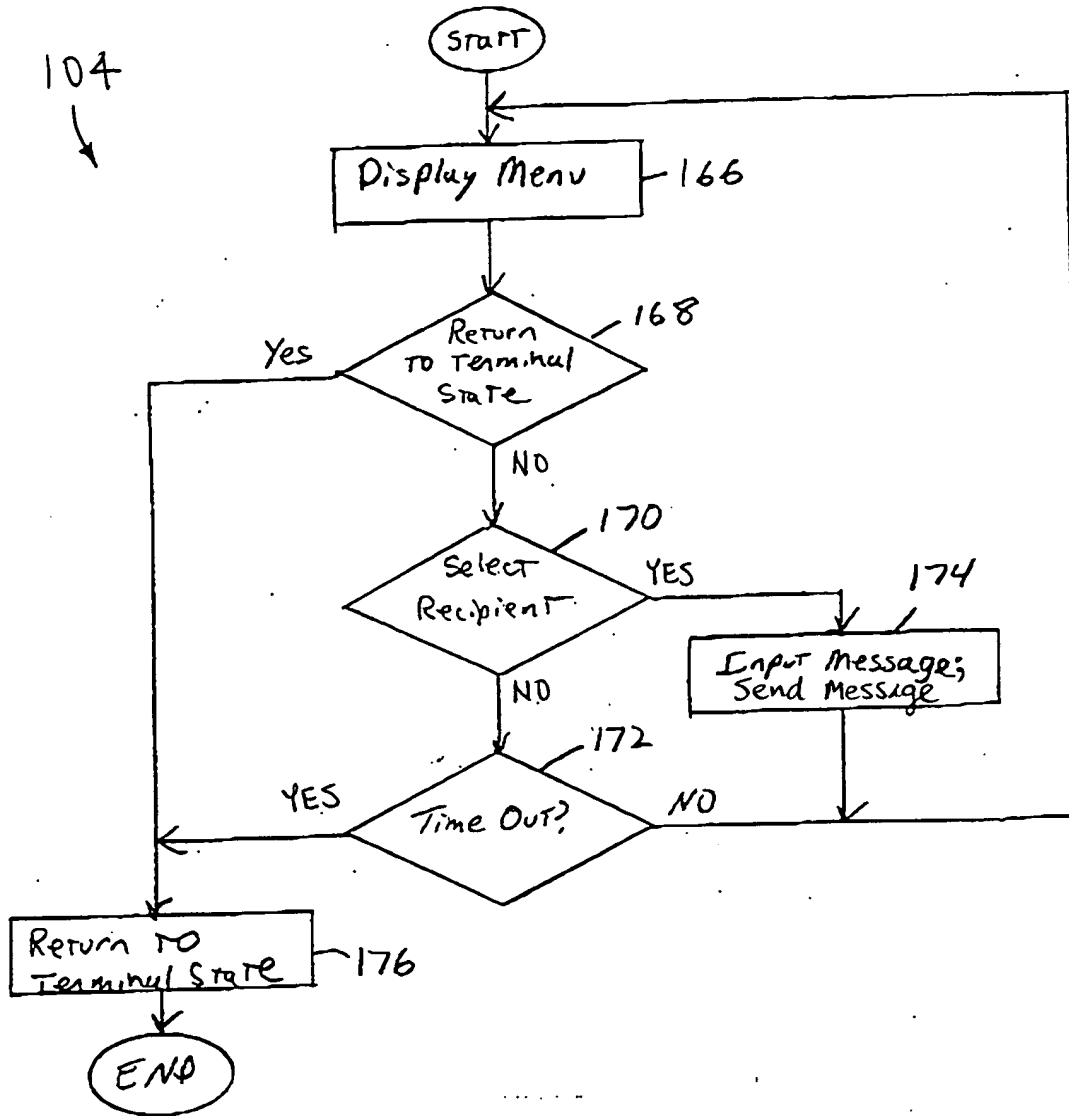 104
START
Display Menu
166
168
Return
TO Terminal
State
Yes
NO
170
Select
Recipient
YES
174
Input Message;
Send Message
NO
172
Time Out?
YES
NO
Return TO
Terminal State
176
END